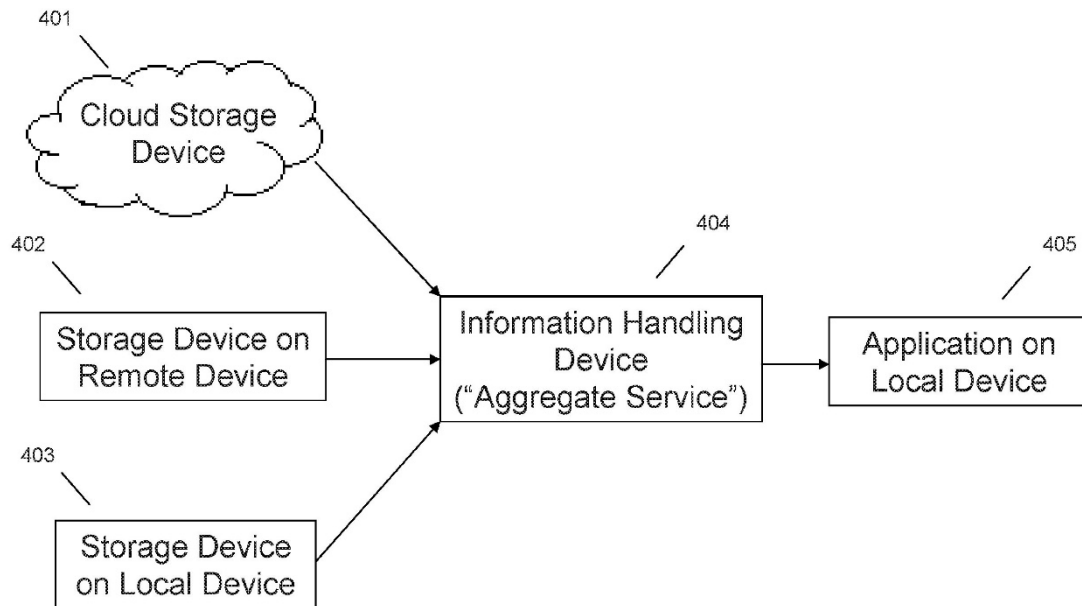 401
Cloud Storage
Device
402
Storage Device on
Remote Device
403
Storage Device
on Local Device
404
Information Handling
Device
(“Aggregate Service”)
405
Application on
Local Device